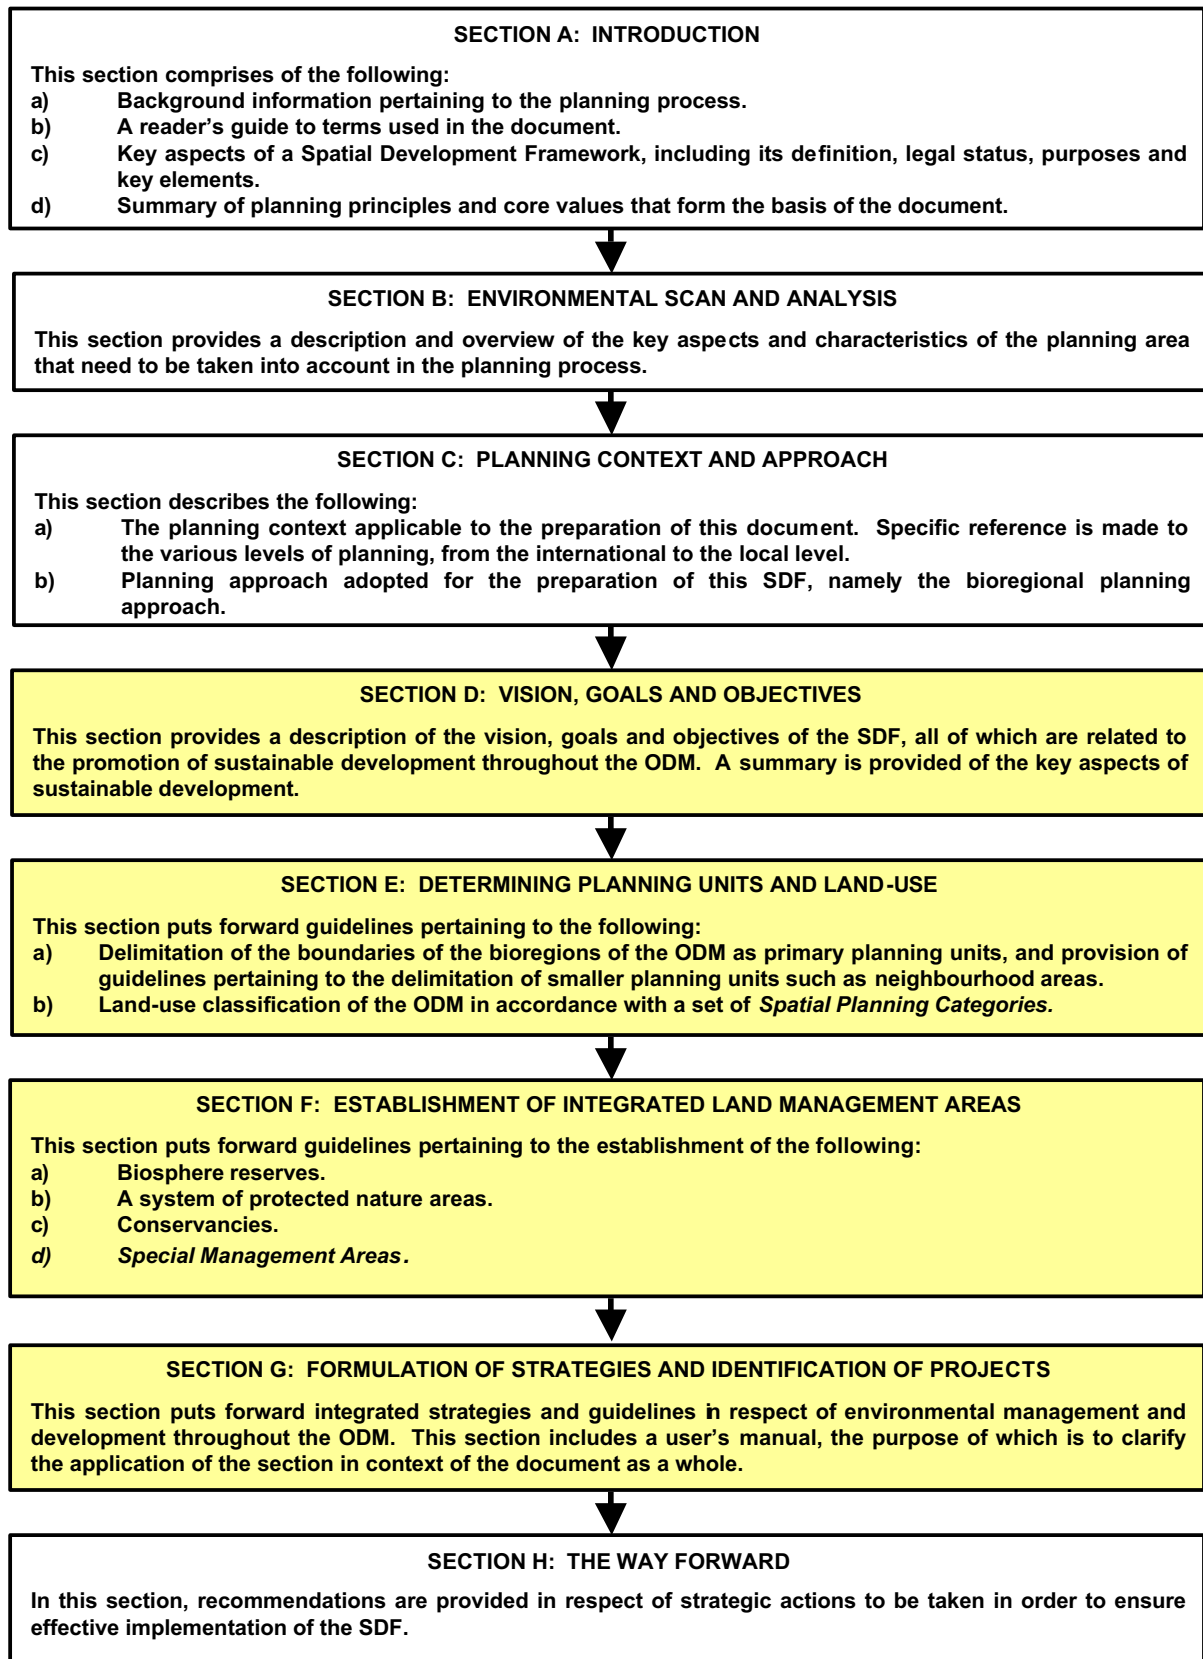 SECTION A: INTRODUCTION
This section comprises of the following:
a) Background information pertaining to the planning process.
b) A reader's guide to terms used in the document.
c) Key aspects of a Spatial Development Framework, including its definition, legal status, purposes and
key elements.
d) Summary of planning principles and core values that form the basis of the document.
SECTION B: ENVIRONMENTAL SCAN AND ANALYSIS
This section provides a description and overview of the key aspects and characteristics of the planning area
that need to be taken into account in the planning process.
SECTION C: PLANNING CONTEXT AND APPROACH
This section describes the following:
a) The planning context applicable to the preparation of this document. Specific reference is made to
the various levels of planning, from the international to the local level.
b) Planning approach adopted for the preparation of this SDF, namely the bioregional planning
approach.
SECTION D: VISION, GOALS AND OBJECTIVES
This section provides a description of the vision, goals and objectives of the SDF, all of which are related to
the promotion of sustainable development throughout the ODM. A summary is provided of the key aspects of
sustainable development.
SECTION E: DETERMINING PLANNING UNITS AND LAND-USE
This section puts forward guidelines pertaining to the following:
a) Delimitation of the boundaries of the bioregions of the ODM as primary planning units, and provision of
guidelines pertaining to the delimitation of smaller planning units such as neighbourhood areas.
b) Land-use classification of the ODM in accordance with a set of Spatial Planning Categories.
SECTION F: ESTABLISHMENT OF INTEGRATED LAND MANAGEMENT AREAS
This section puts forward guidelines pertaining to the establishment of the following:
a) Biosphere reserves.
b) A system of protected nature areas.
c) Conservancies.
d) Special Management Areas.
SECTION G: FORMULATION OF STRATEGIES AND IDENTIFICATION OF PROJECTS
This section puts forward integrated strategies and guidelines in respect of environmental management and
development throughout the ODM. This section includes a user's manual, the purpose of which is to clarify
the application of the section in context of the document as a whole.
SECTION H: THE WAY FORWARD
In this section, recommendations are provided in respect of strategic actions to be taken in order to ensure
effective implementation of the SDF.